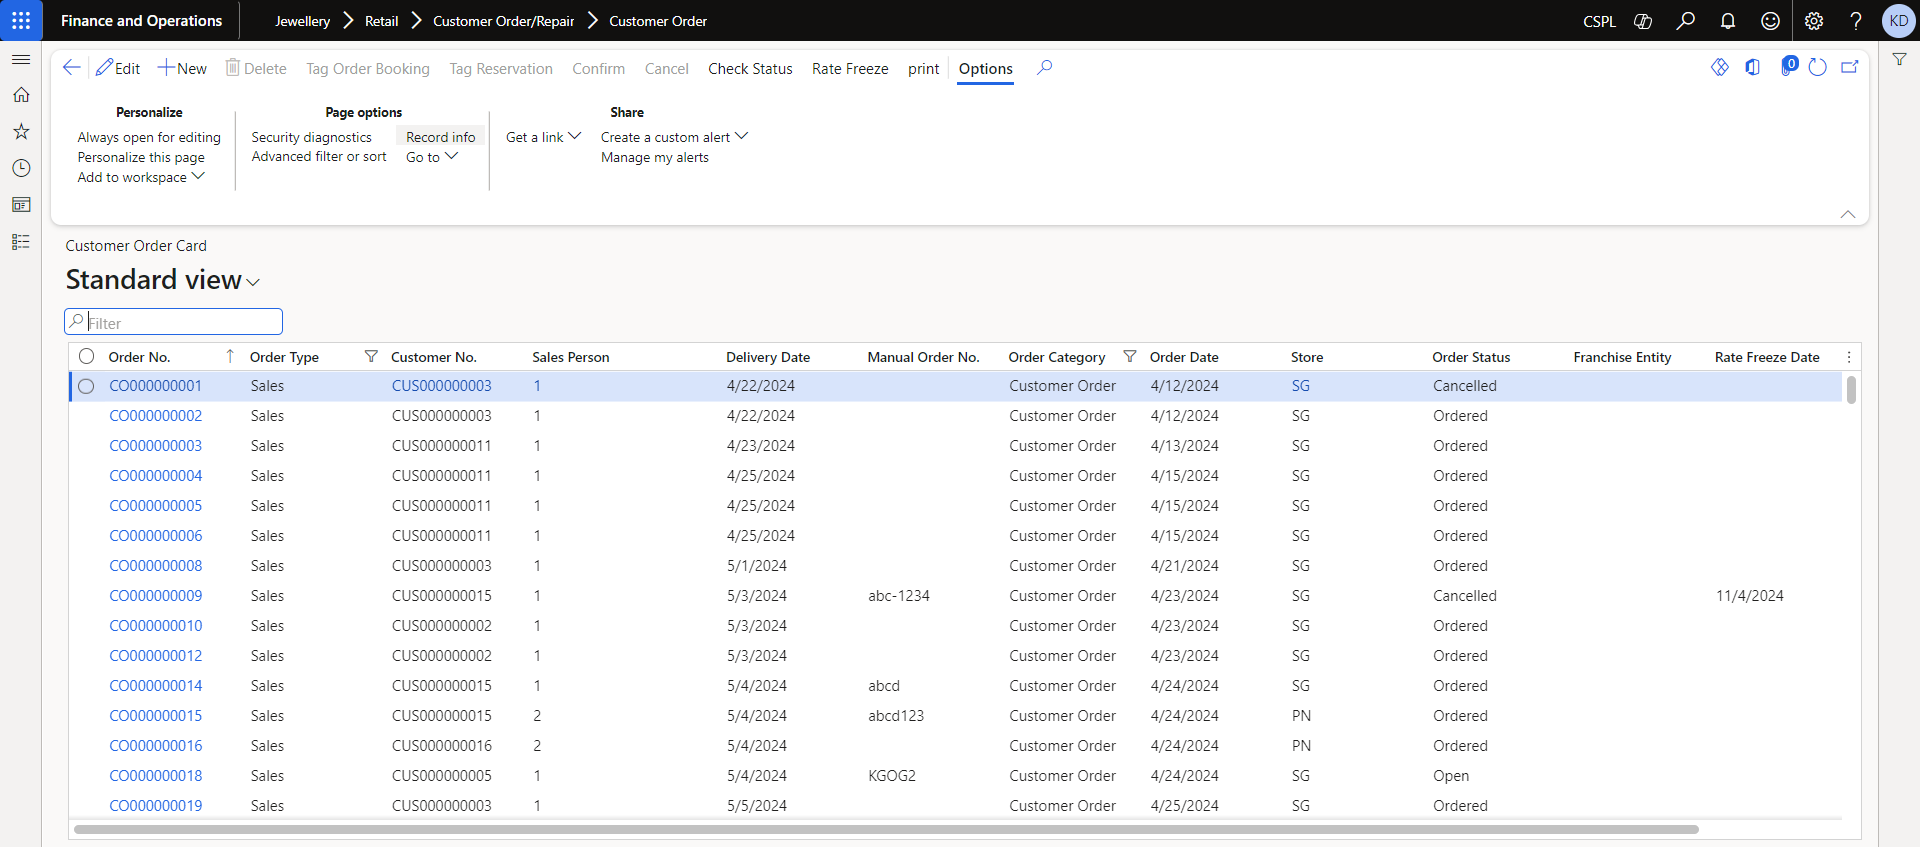 Finance and Operations Jewellery Retail Customer Order/Repair Customer Order CSPL KD
Edit New Delete Tag Order Booking Tag Reservation Confirm Cancel Check Status Rate Freeze print Options 0
Personalize Page options Share
Always open for editing Security diagnostics Record info Get a link Create a custom alert
Personalize this page Advanced filter or sort Go to Manage my alerts
Add to workspace
Customer Order Card
Standard view
Filter
Order No. Order Type Customer No. Sales Person Delivery Date Manual Order No. Order Category Order Date Store Order Status Franchise Entity Rate Freeze Date
CO000000001 Sales CUS000000003 1 4/22/2024 Customer Order 4/12/2024 SG Cancelled
CO000000002 Sales CUS000000003 1 4/22/2024 Customer Order 4/12/2024 SG Ordered
CO000000003 Sales CUS000000011 1 4/23/2024 Customer Order 4/13/2024 SG Ordered
CO000000004 Sales CUS000000011 1 4/25/2024 Customer Order 4/15/2024 SG Ordered
CO000000005 Sales CUS000000011 1 4/25/2024 Customer Order 4/15/2024 SG Ordered
CO000000006 Sales CUS000000011 1 4/25/2024 Customer Order 4/15/2024 SG Ordered
CO000000008 Sales CUS000000003 1 5/1/2024 Customer Order 4/21/2024 SG Ordered
CO000000009 Sales CUS000000015 1 5/3/2024 abc-1234 Customer Order 4/23/2024 SG Cancelled 11/4/2024
CO000000010 Sales CUS000000002 1 5/3/2024 Customer Order 4/23/2024 SG Ordered
CO000000012 Sales CUS000000002 1 5/3/2024 Customer Order 4/23/2024 SG Ordered
CO000000014 Sales CUS000000015 1 5/4/2024 abcd Customer Order 4/24/2024 SG Ordered
CO000000015 Sales CUS000000015 2 5/4/2024 abcd123 Customer Order 4/24/2024 PN Ordered
CO000000016 Sales CUS000000016 2 5/4/2024 Customer Order 4/24/2024 PN Ordered
CO000000018 Sales CUS000000005 1 5/4/2024 KGOG2 Customer Order 4/24/2024 SG Open
CO000000019 Sales CUS000000003 1 5/5/2024 Customer Order 4/25/2024 SG Ordered